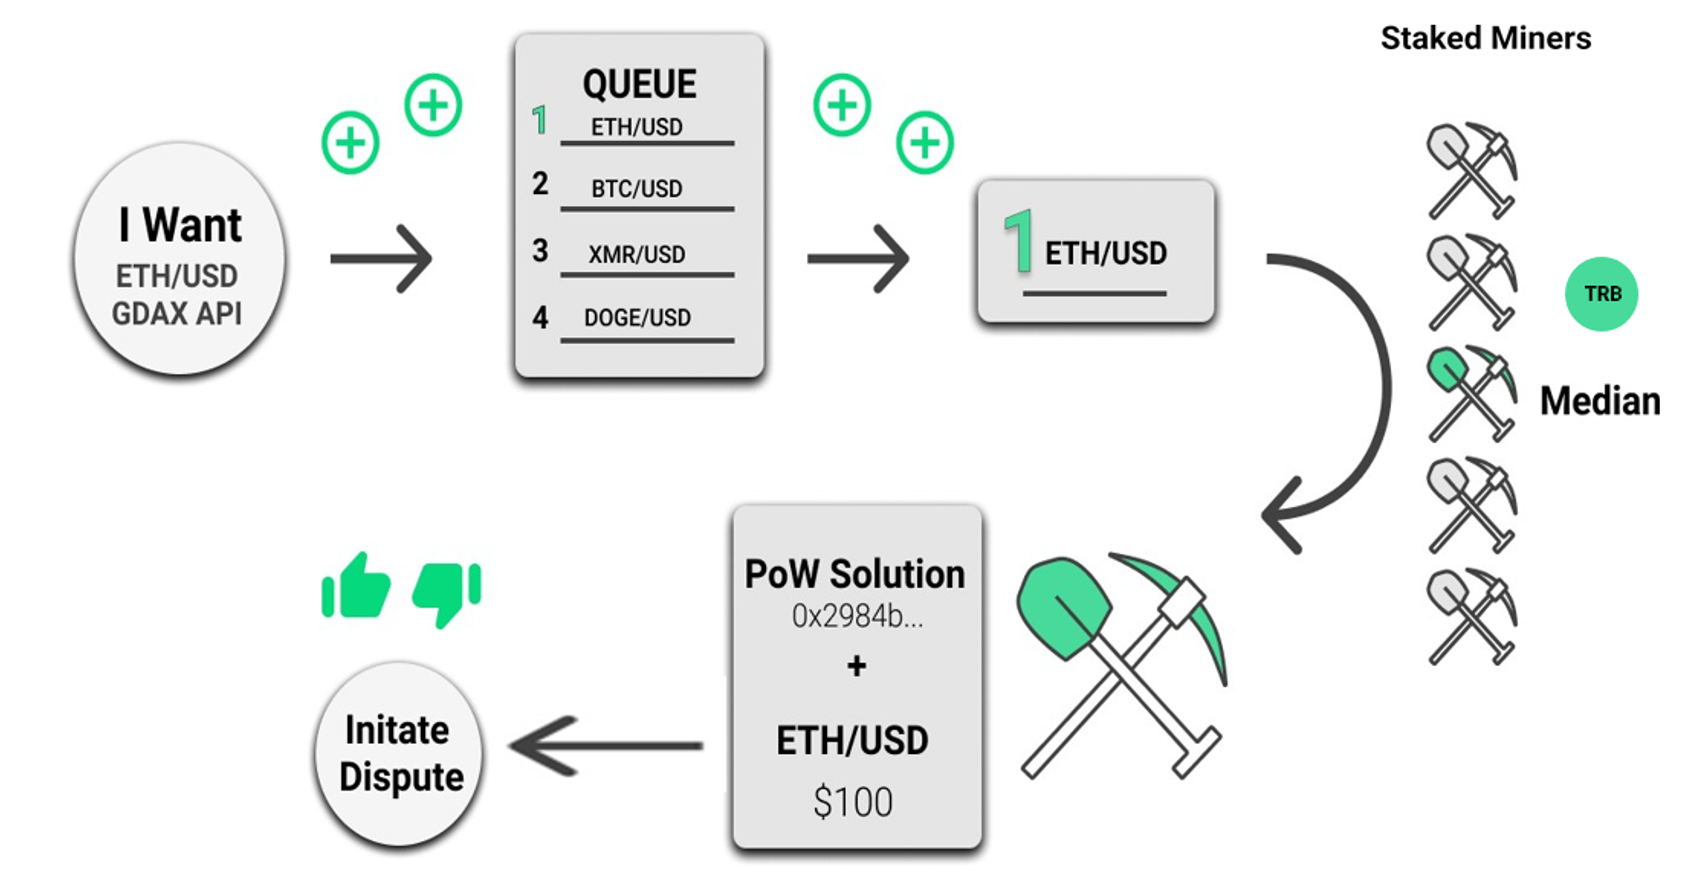 Staked Miners
I Want
ETH/USD
GDAX API
QUEUE
1 ETH/USD
2 BTC/USD
3 XMR/USD
4 DOGE/USD
1 ETH/USD
TRB
Median
PoW Solution
0x2984b...
+
ETH/USD
$100
Initate
Dispute